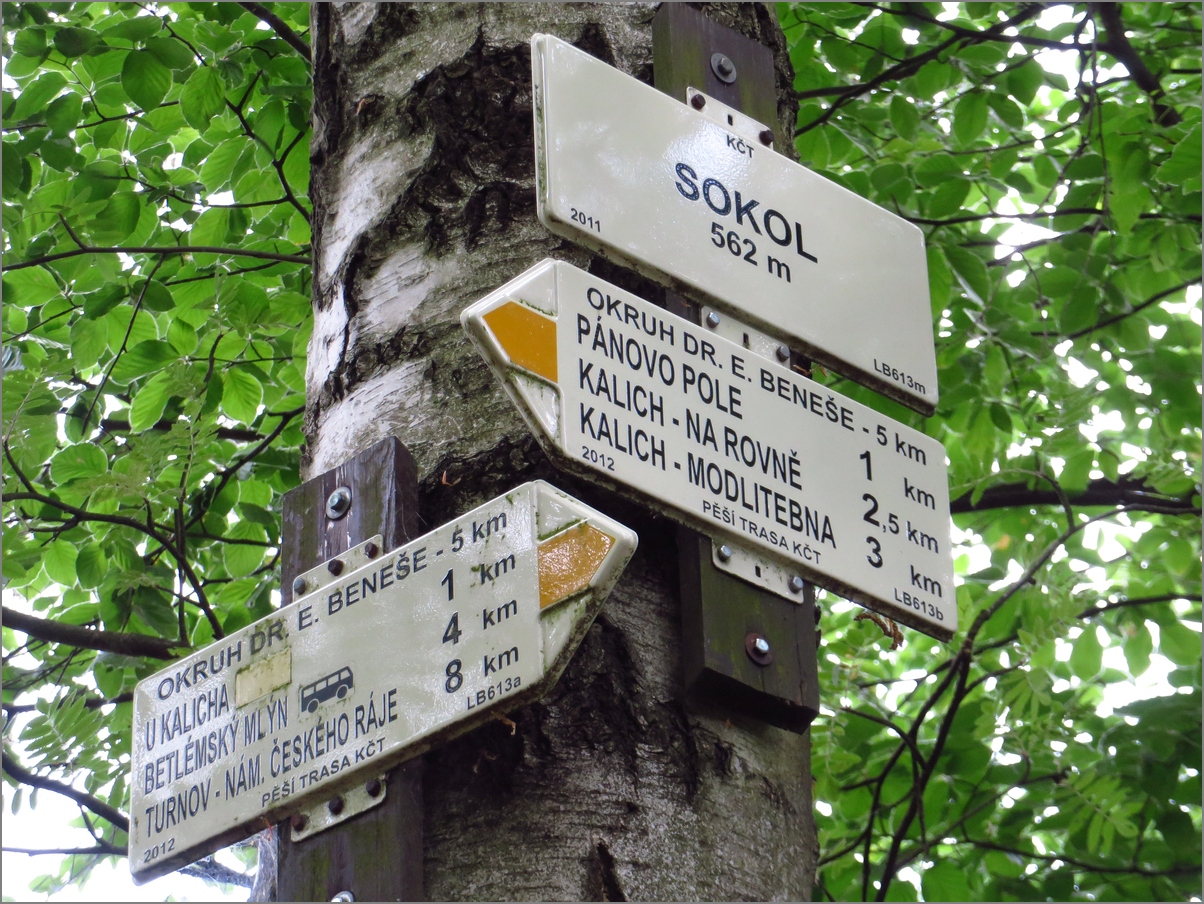 KČT
SOKOL
562 m
2011
LB613m
OKRUH DR. E. BENEŠE - 5 km
PÁNOVO POLE 1 km
KALICH - NA ROVNĚ 2,5 km
KALICH - MODLITEBNA 3 km
2012
PĚŠÍ TRASA KČT
LB613b
OKRUH DR. E. BENEŠE - 5 km
U KALICHA 1 km
BETLÉMSKÝ MLÝN 4 km
TURNOV - NÁM. ČESKÉHO RÁJE 8 km
PĚŠÍ TRASA KČT
LB613a
2012